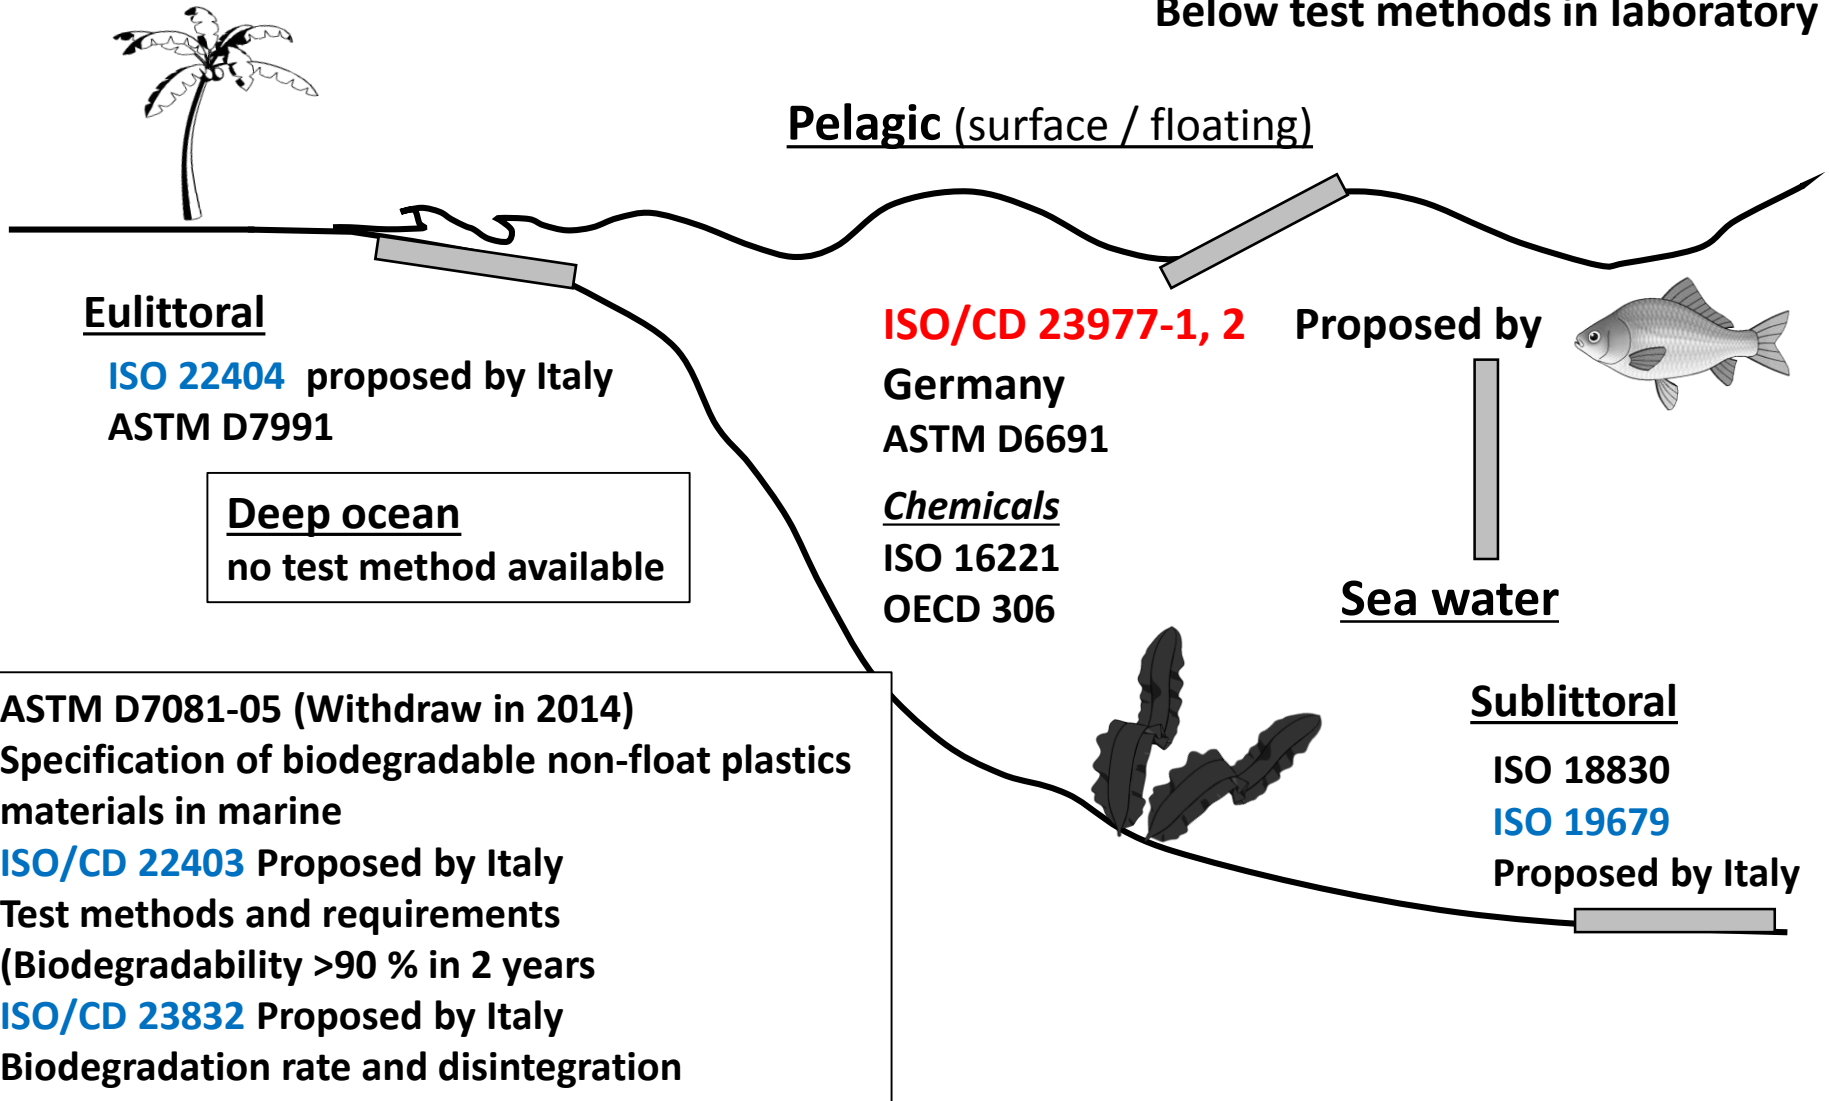 Below test methods in laboratory
Pelagic (surface / floating)
Eulittoral
ISO 22404 proposed by Italy
ASTM D7991
Deep ocean
no test method available
ISO/CD 23977-1, 2 Proposed by
Germany
ASTM D6691
Chemicals
ISO 16221
OECD 306
Sea water
Sublittoral
ISO 18830
ISO 19679
Proposed by Italy
ASTM D7081-05 (Withdraw in 2014)
Specification of biodegradable non-float plastics
materials in marine
ISO/CD 22403 Proposed by Italy
Test methods and requirements
(Biodegradability >90 % in 2 years
ISO/CD 23832 Proposed by Italy
Biodegradation rate and disintegration